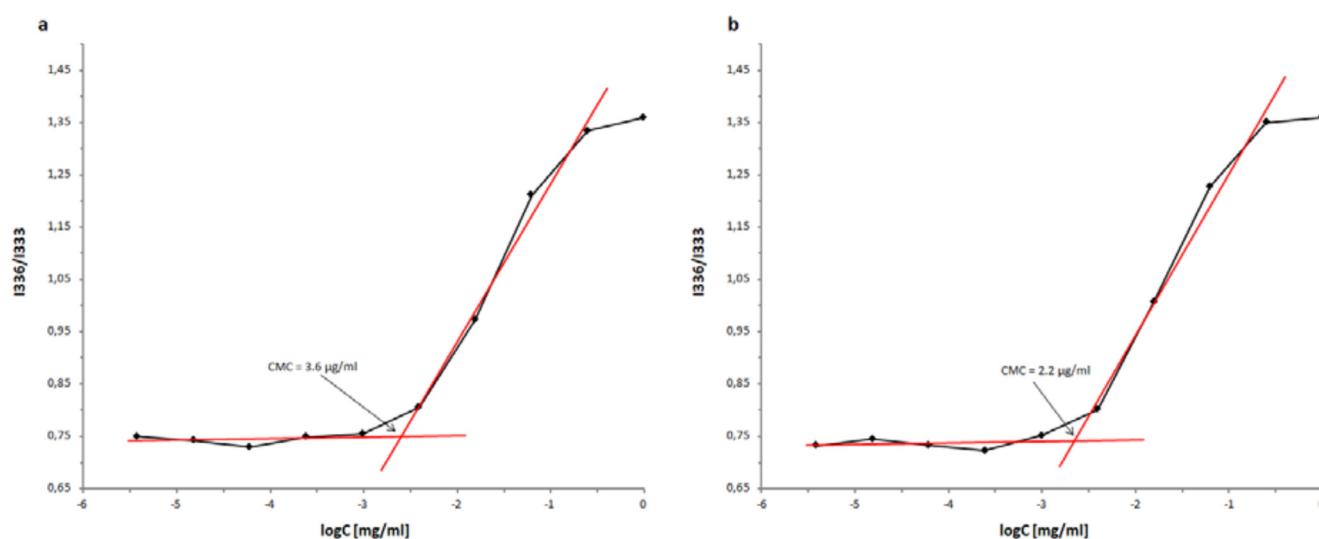 a
1,45
1,35
1,25
1,15
1,05
0,95
0,85
0,75
0,65
I336/I333
CMC = 3.6 µg/ml
-6 -5 -4 -3 -2 -1 0
logC [mg/ml]
b
1,45
1,35
1,25
1,15
1,05
0,95
0,85
0,75
0,65
I336/I333
CMC = 2.2 µg/ml
-6 -5 -4 -3 -2 -1
logC [mg/ml]